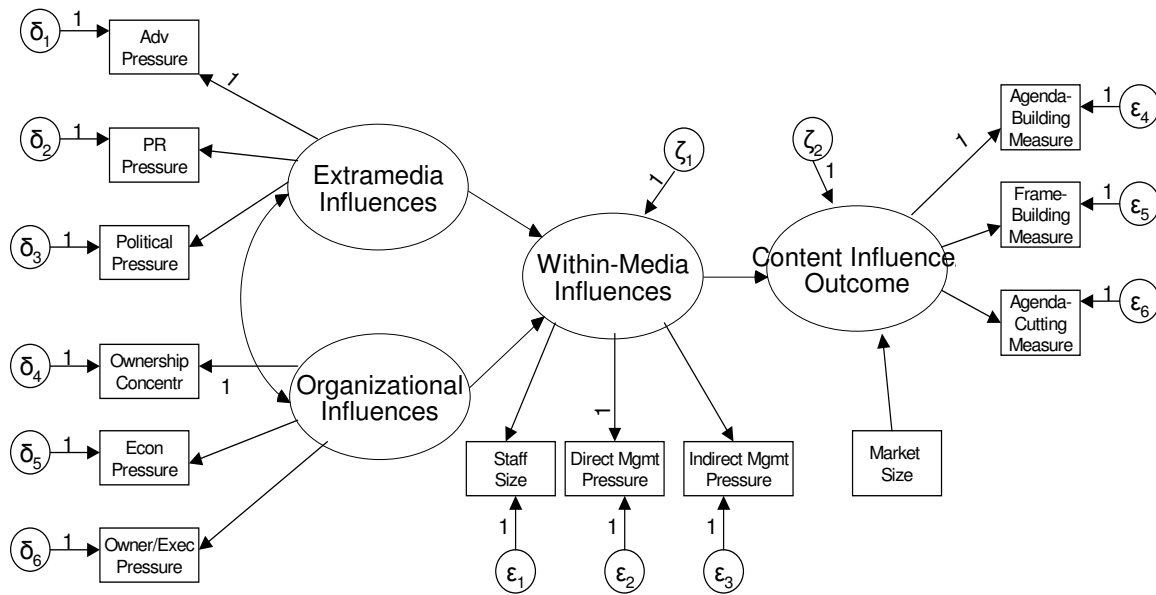 δ1
1
Adv
Pressure
1
δ2
1
PR
Pressure
δ3
1
Political
Pressure
Extramedia
Influences
δ4
1
Ownership
Concentr
1
δ5
1
Econ
Pressure
δ6
1
Owner/Exec
Pressure
Organizational
Influences
ζ1
1
Within-Media
Influences
1
Staff
Size
Direct Mgmt
Pressure
Indirect Mgmt
Pressure
1
1
1
ε1
ε2
ε3
ζ2
1
Content Influence
Outcome
Market
Size
1
Agenda-
Building
Measure
1
ε4
Frame-
Building
Measure
1
ε5
Agenda-
Cutting
Measure
1
ε6